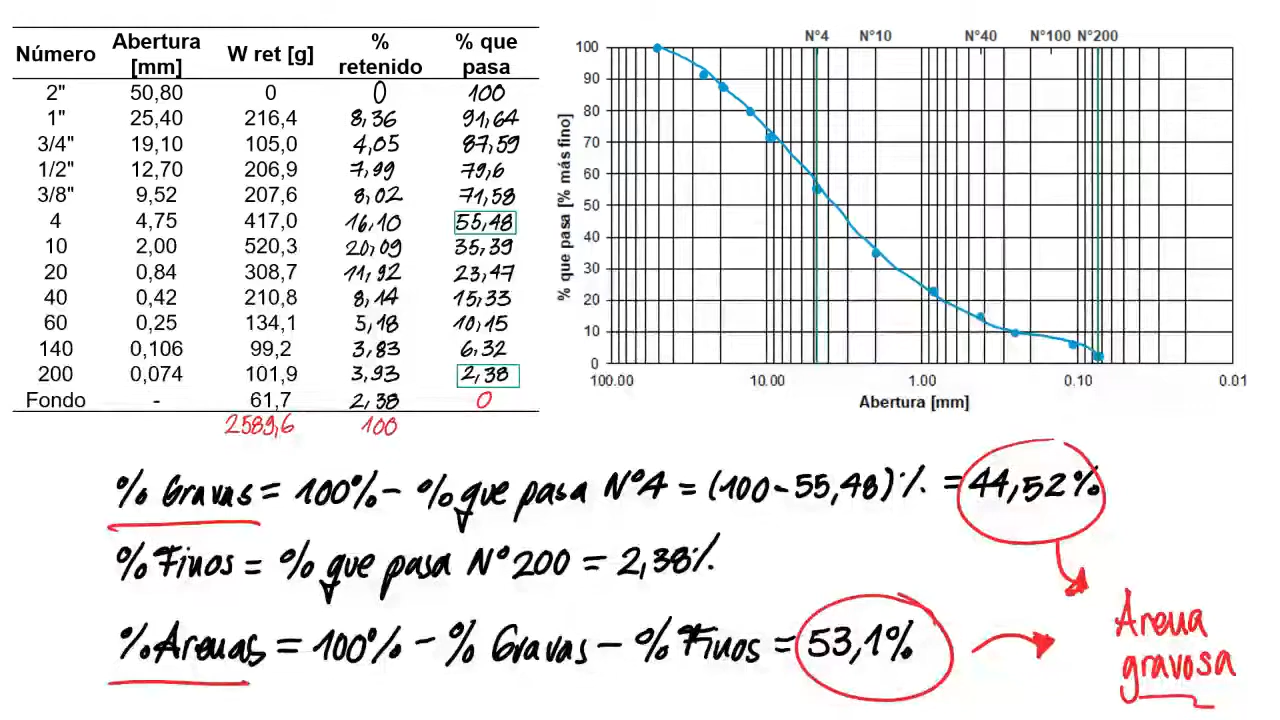 Número Abertura [mm] W ret [g] % retenido % que pasa
2" 50,80 0 0 100
1" 25,40 216,4 8,36 91,64
3/4" 19,10 105,0 4,05 87,59
1/2" 12,70 206,9 7,99 79,6
3/8" 9,52 207,6 8,02 71,58
4 4,75 417,0 16,10 55,48
10 2,00 520,3 20,09 35,39
20 0,84 308,7 11,92 23,47
40 0,42 210,8 8,14 15,33
60 0,25 134,1 5,18 10,15
140 0,106 99,2 3,83 6,32
200 0,074 101,9 3,93 2,38
Fondo - 61,7 2,38 0
2589,6 100
N°4 N°10 N°40 N°100 N°200
% que pasa [% más fino]
100
90
80
70
60
50
40
30
20
10
0
100.00 10.00 1.00 0,10 0.01
Abertura [mm]
% Gravas = 100% - % que pasa N°4 = (100 - 55,48)% = 44,52%
% Finos = % que pasa N°200 = 2,38%
% Arenas = 100% - % Gravas - % Finos = 53,1%
Arena
gravosa